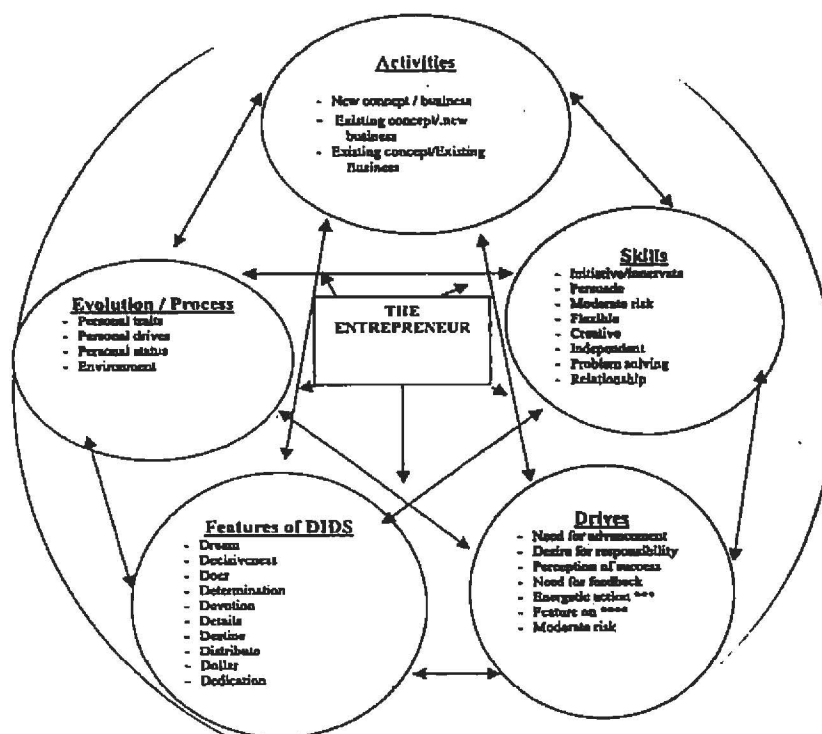 Activities
- New concept / business
- Existing concept/.new
business
- Existing concept/Existing
Business
Skills
- Initiative/innervate
- Persuade
- Moderate risk
- Flexible
- Creative
- Independent
- Problem solving
- Relationship
Evolution / Process
- Personal traits
- Personal drives
- Personal status
- Environment
THE
ENTREPRENEUR
Features of DIDS
- Dream
- Decisiveness
- Doer
- Determination
- Devotion
- Details
- Destine
- Distribute
- Doller
- Dedication
Drives
- Need for advancement
- Desire for responsibility
- Perception of success
- Need for feedback
- Energetic action ***
- Feature on ****
- Moderate risk